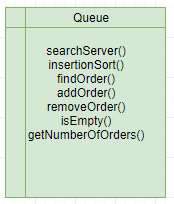 Queue
searchServer()
insertionSort()
findOrder()
addOrder()
removeOrder()
isEmpty()
getNumberOfOrders()